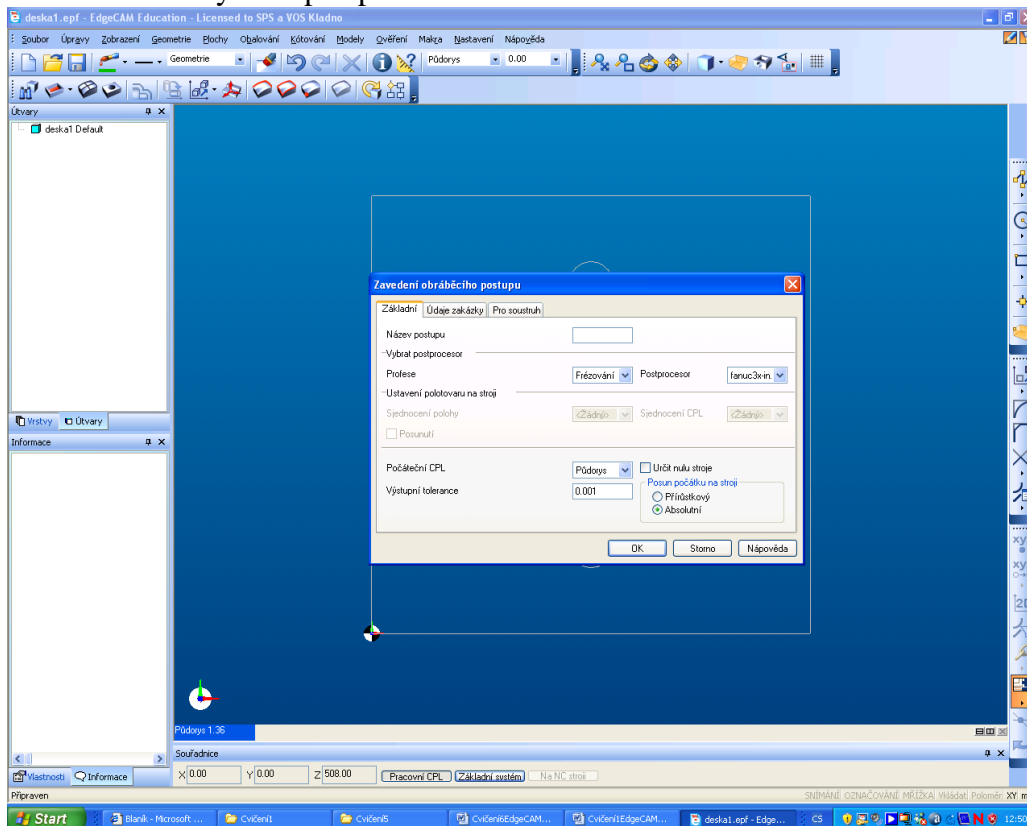 deska1.epf - EdgeCAM Education - Licensed to SPS a VOS Kladno
Soubor Úpravy Zobrazení Geometrie Plochy Obalování Kótování Modely Ověření Makra Nastavení Nápověda
Geometrie Půdorys 0.00
Útvary
deska1 Default
Zavedení obráběcího postupu
Základní Údaje zakázky Pro soustruh
Název postupu
Vybrat postprocesor
Profese Frézování Postprocesor fanuc3x-in.
Ustavení polotovaru na stroji
Sjednocení polohy <Žádný> Sjednocení CPL <Žádný>
Posunutí
Počáteční CPL Půdorys Určit nulu stroje
Výstupní tolerance 0.001 Posun počátku na stroji
Přírůstkový
Absolutní
OK Storno Nápověda
Vrstvy Útvary
Informace
Půdorys 1.36
Souřadnice
Vlastnosti Informace X 0.00 Y 0.00 Z 508.00 Pracovní CPL Základní systém Na NC stroji
Připraven SNÍMÁNÍ OZNAČOVÁNÍ MŘÍŽKA Vkládat Poloměr XY m
Start Blaník - Microsoft ... Cvičení1 Cvičení5 Cvičení6EdgeCAM... Cvičení1EdgeCAM... deska1.epf - Edge... CS 12:50